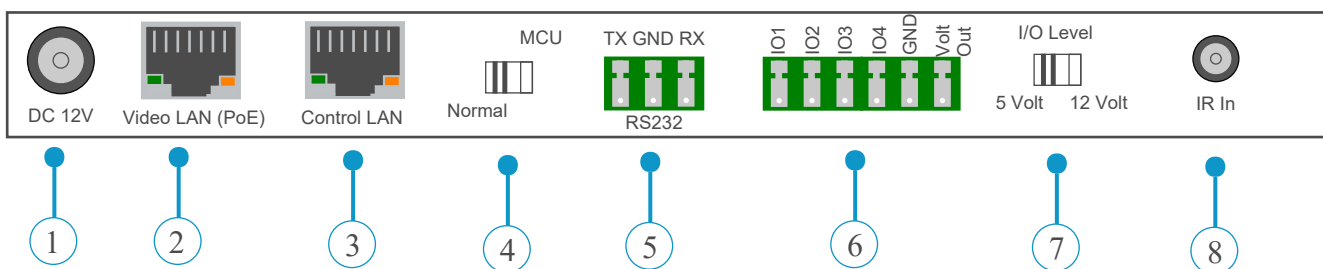 MCU
TX GND RX
IO1
IO2
IO3
IO4
GND
Volt
Out
I/O Level
DC 12V
Video LAN (PoE)
Control LAN
Normal
RS232
5 Volt
12 Volt
IR In
1
2
3
4
5
6
7
8